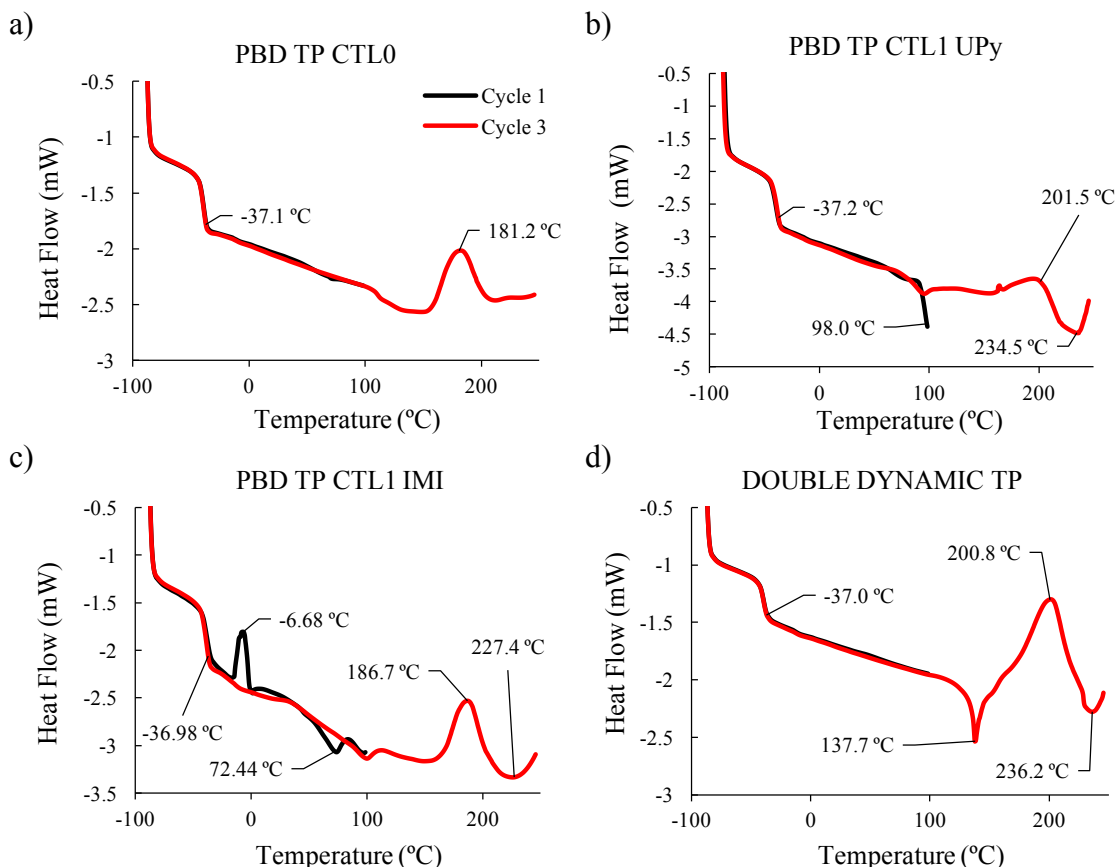 a)
PBD TP CTL0
-0.5
-1
-1.5
-2
-2.5
-3
Heat Flow (mW)
Cycle 1
Cycle 3
-37.1 ºC
181.2 ºC
-100
0
100
200
Temperature (ºC)
b)
PBD TP CTL1 UPy
-0.5
-1
-1.5
-2
-2.5
-3
-3.5
-4
-4.5
-5
Heat Flow (mW)
-37.2 ºC
201.5 ºC
98.0 ºC
234.5 ºC
-100
0
100
200
Temperature (ºC)
c)
PBD TP CTL1 IMI
-0.5
-1
-1.5
-2
-2.5
-3
-3.5
Heat Flow (mW)
-6.68 ºC
227.4 ºC
186.7 ºC
-36.98 ºC
72.44 ºC
-100
0
100
200
Temperature (ºC)
d)
DOUBLE DYNAMIC TP
-0.5
-1
-1.5
-2
-2.5
-3
Heat Flow (mW)
200.8 ºC
-37.0 ºC
137.7 ºC
236.2 ºC
-100
0
100
200
Temperature (ºC)